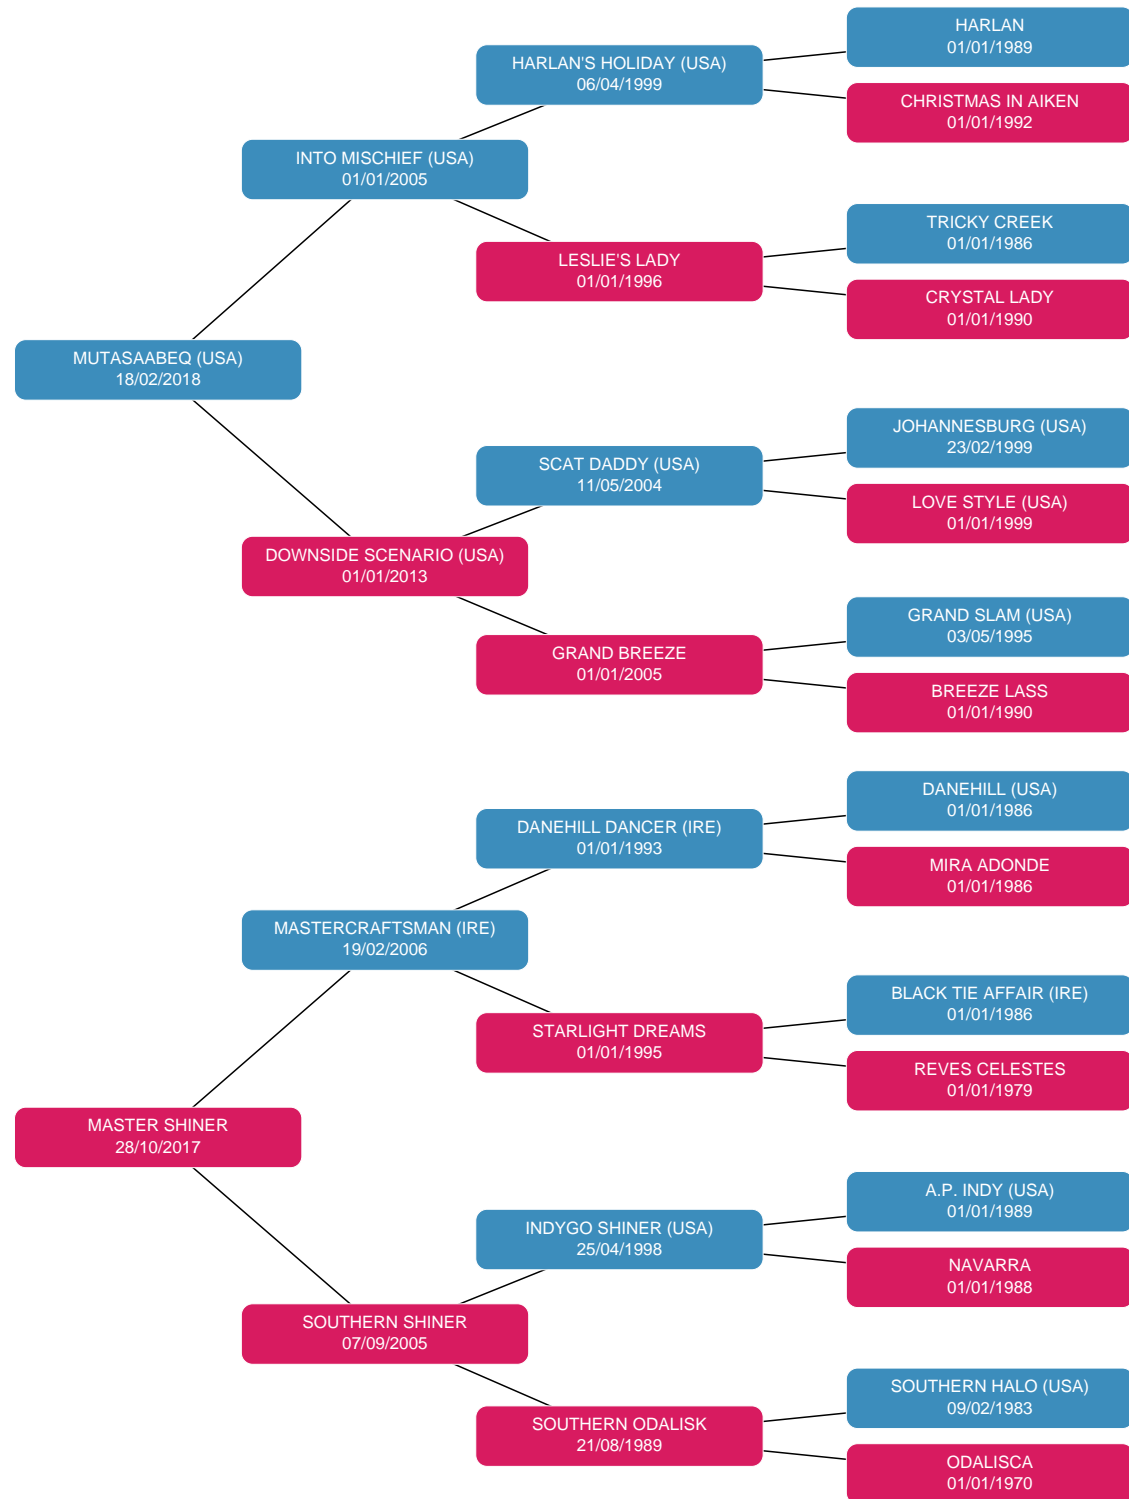 HARLAN
01/01/1989
HARLAN'S HOLIDAY (USA)
06/04/1999
CHRISTMAS IN AIKEN
01/01/1992
INTO MISCHIEF (USA)
01/01/2005
TRICKY CREEK
01/01/1986
LESLIE'S LADY
01/01/1996
CRYSTAL LADY
01/01/1990
MUTASAABEQ (USA)
18/02/2018
JOHANNESBURG (USA)
23/02/1999
SCAT DADDY (USA)
11/05/2004
LOVE STYLE (USA)
01/01/1999
DOWNSIDE SCENARIO (USA)
01/01/2013
GRAND SLAM (USA)
03/05/1995
GRAND BREEZE
01/01/2005
BREEZE LASS
01/01/1990
DANEHILL (USA)
01/01/1986
DANEHILL DANCER (IRE)
01/01/1993
MIRA ADONDE
01/01/1986
MASTERCRAFTSMAN (IRE)
19/02/2006
BLACK TIE AFFAIR (IRE)
01/01/1986
STARLIGHT DREAMS
01/01/1995
REVES CELESTES
01/01/1979
MASTER SHINER
28/10/2017
A.P. INDY (USA)
01/01/1989
INDYGO SHINER (USA)
25/04/1998
NAVARRA
01/01/1988
SOUTHERN SHINER
07/09/2005
SOUTHERN HALO (USA)
09/02/1983
SOUTHERN ODALISK
21/08/1989
ODALISCA
01/01/1970